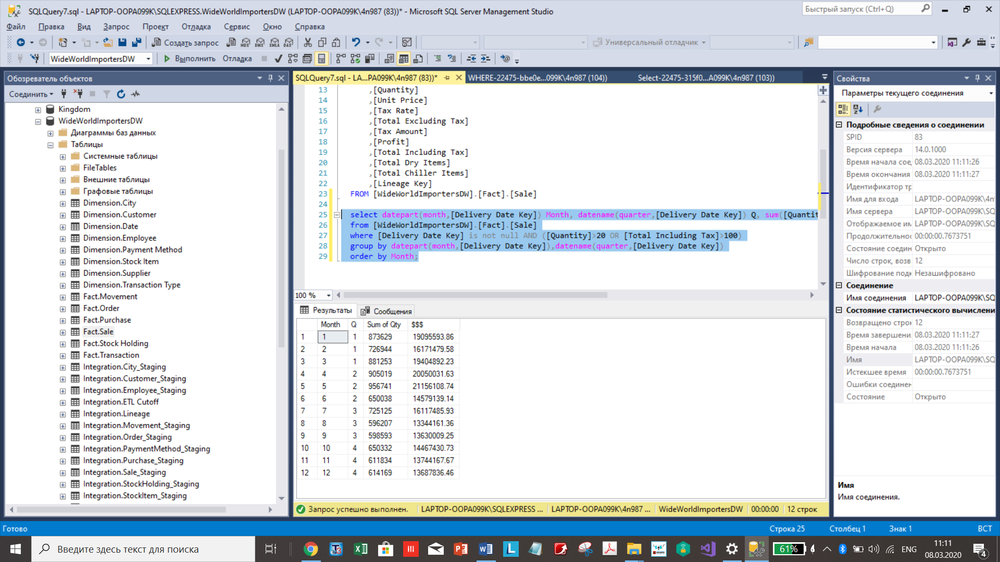 SQLQuery7.sql - LAPTOP-OOPA099K\SQLEXPRESS.WideWorldImportersDW (LAPTOP-OOPA099K\4n987 (83))* - Microsoft SQL Server Management Studio
Быстрый запуск (Ctrl+Q)
Файл Правка Вид Запрос Проект Отладка Сервис Окно Справка
Создать запрос MDX DMX XMLA DAX Универсальный отладчик
WideWorldImportersDW Выполнить Отладка
Обозреватель объектов
Соединить
Kingdom
WideWorldImportersDW
Диаграммы баз данных
Таблицы
Системные таблицы
FileTables
Внешние таблицы
Графовые таблицы
Dimension.City
Dimension.Customer
Dimension.Date
Dimension.Employee
Dimension.Payment Method
Dimension.Stock Item
Dimension.Supplier
Dimension.Transaction Type
Fact.Movement
Fact.Order
Fact.Purchase
Fact.Sale
Fact.Stock Holding
Fact.Transaction
Integration.City_Staging
Integration.Customer_Staging
Integration.Employee_Staging
Integration.ETL Cutoff
Integration.Lineage
Integration.Movement_Staging
Integration.Order_Staging
Integration.PaymentMethod_Staging
Integration.Purchase_Staging
Integration.Sale_Staging
Integration.StockHolding_Staging
Integration.StockItem_Staging
SQLQuery7.sql - LA...PA099K\4n987 (83))* WHERE-22475-bbe0e...099K\4n987 (104)) Select-22475-315f0...A099K\4n987 (103))
13 ,[Quantity]
14 ,[Unit Price]
15 ,[Tax Rate]
16 ,[Total Excluding Tax]
17 ,[Tax Amount]
18 ,[Profit]
19 ,[Total Including Tax]
20 ,[Total Dry Items]
21 ,[Total Chiller Items]
22 ,[Lineage Key]
23 FROM [WideWorldImportersDW].[Fact].[Sale]
24
25 select datepart(month,[Delivery Date Key]) Month, datename(quarter,[Delivery Date Key]) Q, sum([Quantit
26 from [WideWorldImportersDW].[Fact].[Sale]
27 where [Delivery Date Key] is not null AND ([Quantity]>20 OR [Total Including Tax]>100)
28 group by datepart(month,[Delivery Date Key]),datename(quarter,[Delivery Date Key])
29 order by Month;
100 %
Результаты Сообщения
Month Q Sum of Qty $$$
1 1 1 873629 19095593.86
2 2 1 726944 16171479.58
3 3 1 881253 19404892.23
4 4 2 905019 20050031.63
5 5 2 956741 21156108.74
6 6 2 650038 14579139.14
7 7 3 725125 16117485.93
8 8 3 596207 13344161.36
9 9 3 598593 13630009.25
10 10 4 650332 14467430.73
11 11 4 611834 13744167.67
12 12 4 614169 13687836.46
Запрос успешно выполнен. LAPTOP-OOPA099K\SQLEXPRESS ... LAPTOP-OOPA099K\4n987 ... WideWorldImportersDW 00:00:00 12 строк
Свойства
Параметры текущего соединения
Подробные сведения о соединении
SPID 83
Версия сервера 14.0.1000
Время начала сое, 08.03.2020 11:11:26
Время окончания 08.03.2020 11:11:27
Идентификатор тр
Имя для входа LAPTOP-OOPA099K\4n
Имя сервера LAPTOP-OOPA099K\SQ
Отображаемое им LAPTOP-OOPA099K\SQ
Продолжительнос 00:00:00.7673751
Состояние соедин Открыто
Число строк, возв 12
Шифрование подк Незашифровано
Соединение
Имя соединения LAPTOP-OOPA099K\SQ
Состояние статистического вычислени
Возвращено строк 12
Время завершени. 08.03.2020 11:11:27
Время начала 08.03.2020 11:11:26
Имя LAPTOP-OOPA099K\SQ
Истекшее время 00:00:00.7673751
Ошибки соединен
Состояние Открыто
Имя
Имя соединения.
Готово Строка 25 Столбец 1 Знак 1 ВСТ
Введите здесь текст для поиска
61% ENG 11:11
08.03.2020
4